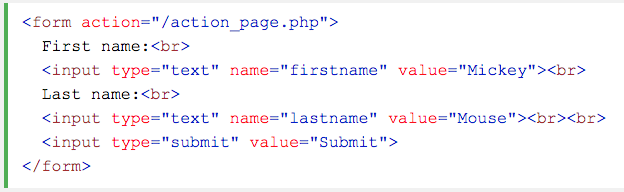 <form action="/action_page.php">
First name:<br>
<input type="text" name="firstname" value="Mickey"><br>
Last name:<br>
<input type="text" name="lastname" value="Mouse"><br><br>
<input type="submit" value="Submit">
</form>